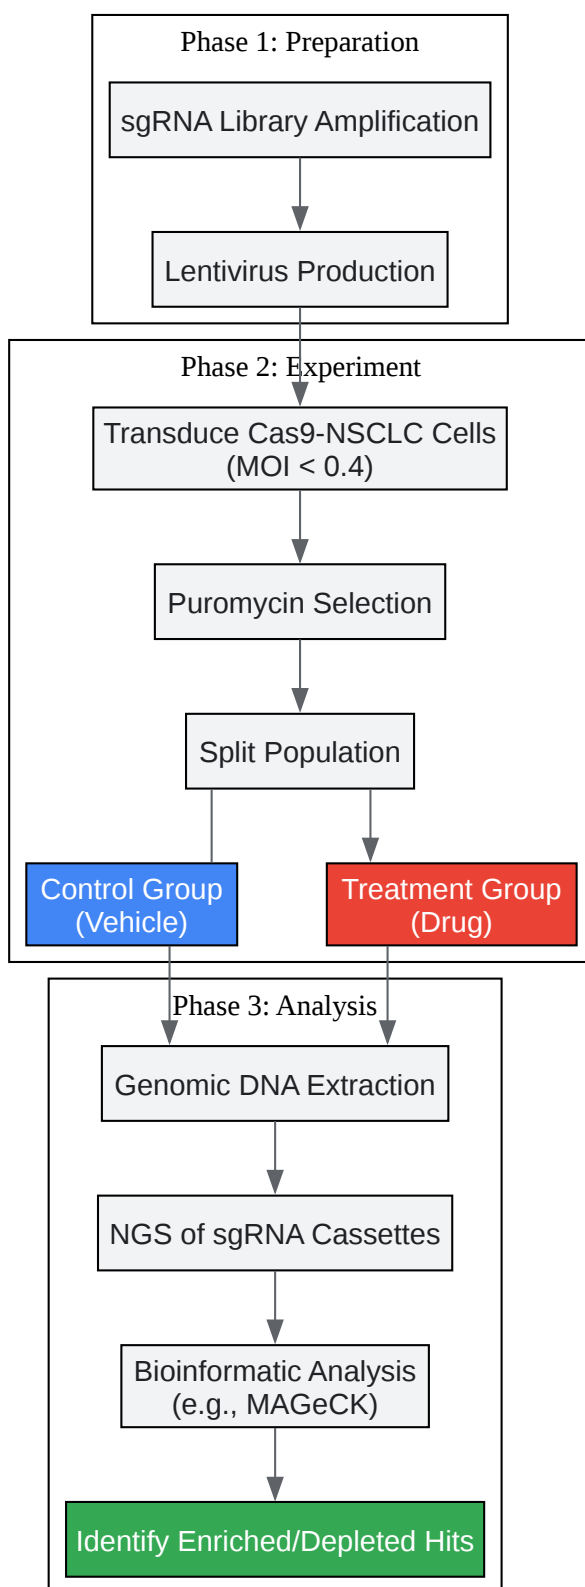 Phase 1: Preparation
sgRNA Library Amplification
Lentivirus Production
Phase 2: Experiment
Transduce Cas9-NSCLC Cells
(MOI < 0.4)
Puromycin Selection
Split Population
Control Group
(Vehicle)
Treatment Group
(Drug)
Phase 3: Analysis
Genomic DNA Extraction
NGS of sgRNA Cassettes
Bioinformatic Analysis
(e.g., MAGeCK)
Identify Enriched/Depleted Hits